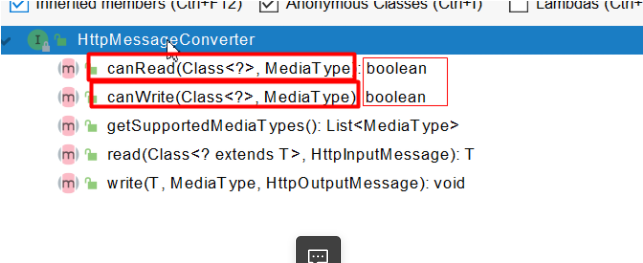 Inherited members (Ctrl+F12) Anonymous Classes (Ctrl+I) Lambdas (Ctrl+
I HttpMessageConverter
m canRead(Class<?>, MediaType): boolean
m canWrite(Class<?>, MediaType) boolean
m getSupportedMediaTypes(): List<MediaType>
m read(Class<? extends T>, HttpInputMessage): T
m write(T, MediaType, HttpOutputMessage): void